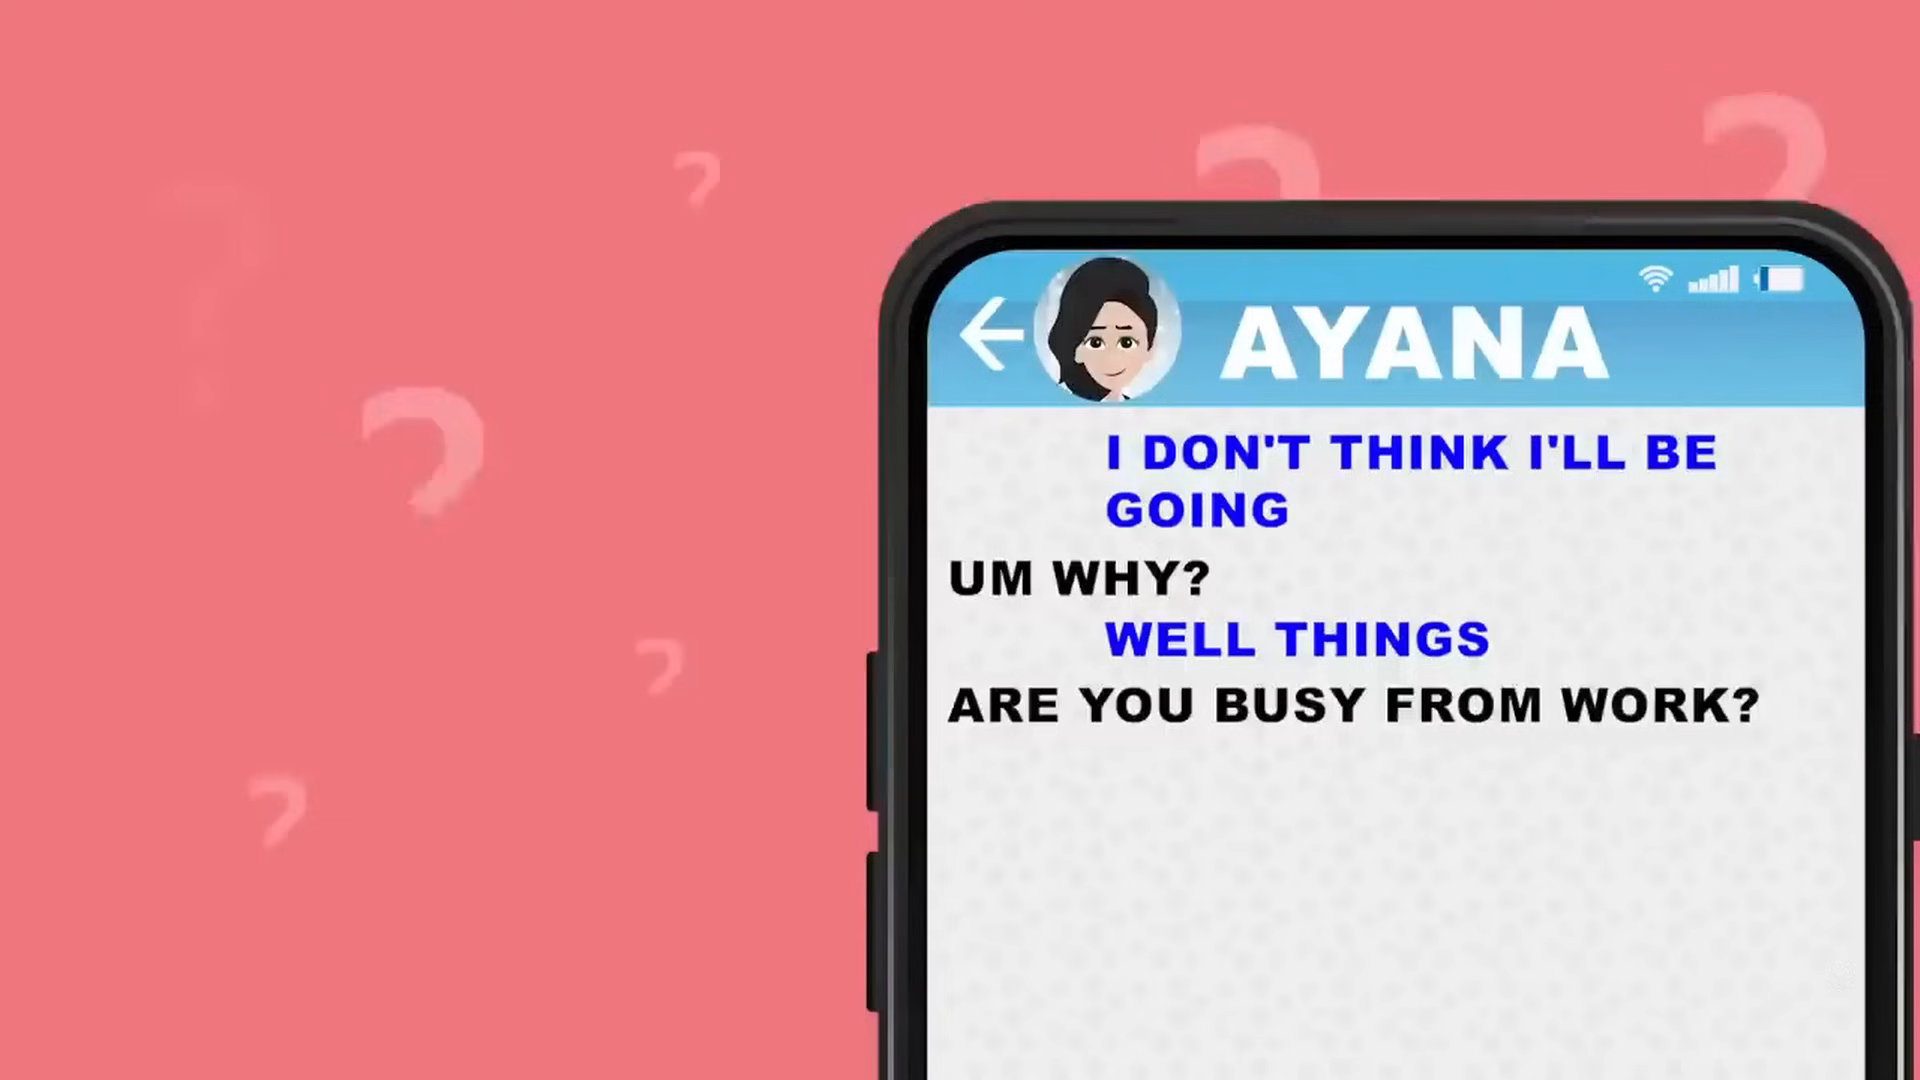 AYANA
I DON'T THINK I'LL BE
GOING
UM WHY?
WELL THINGS
ARE YOU BUSY FROM WORK?